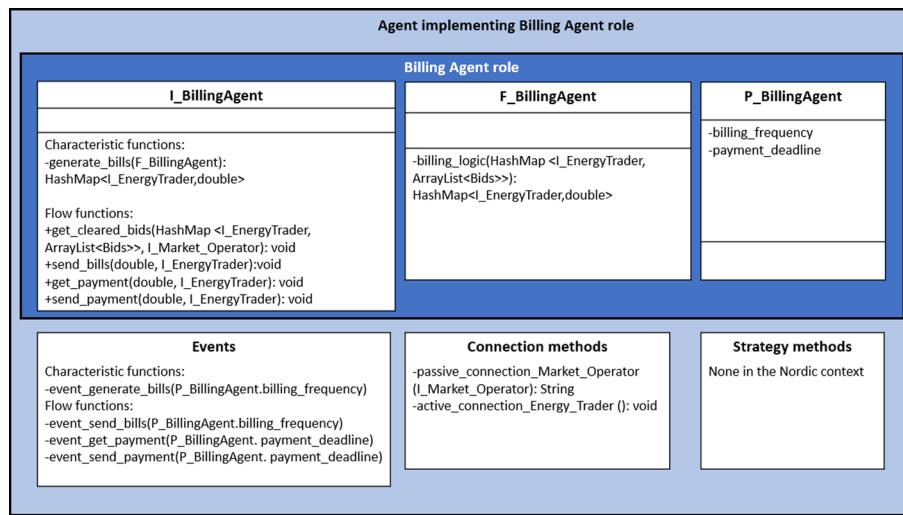 Agent implementing Billing Agent role
Billing Agent role
I_BillingAgent
Characteristic functions:
-generate_bills(F_BillingAgent):
HashMap<I_EnergyTrader,double>
Flow functions:
+get_cleared_bids(HashMap <I_EnergyTrader,
ArrayList<Bids>>, I_Market_Operator): void
+send_bills(double, I_EnergyTrader):void
+get_payment(double, I_EnergyTrader): void
+send_payment(double, I_EnergyTrader): void
F_BillingAgent
-billing_logic(HashMap <I_EnergyTrader,
ArrayList<Bids>>):
HashMap<I_EnergyTrader,double>
P_BillingAgent
-billing_frequency
-payment_deadline
Events
Characteristic functions:
-event_generate_bills(P_BillingAgent.billing_frequency)
Flow functions:
-event_send_bills(P_BillingAgent.billing_frequency)
-event_get_payment(P_BillingAgent. payment_deadline)
-event_send_payment(P_BillingAgent. payment_deadline)
Connection methods
-passive_connection_Market_Operator
(I_Market_Operator): String
-active_connection_Energy_Trader (): void
Strategy methods
None in the Nordic context